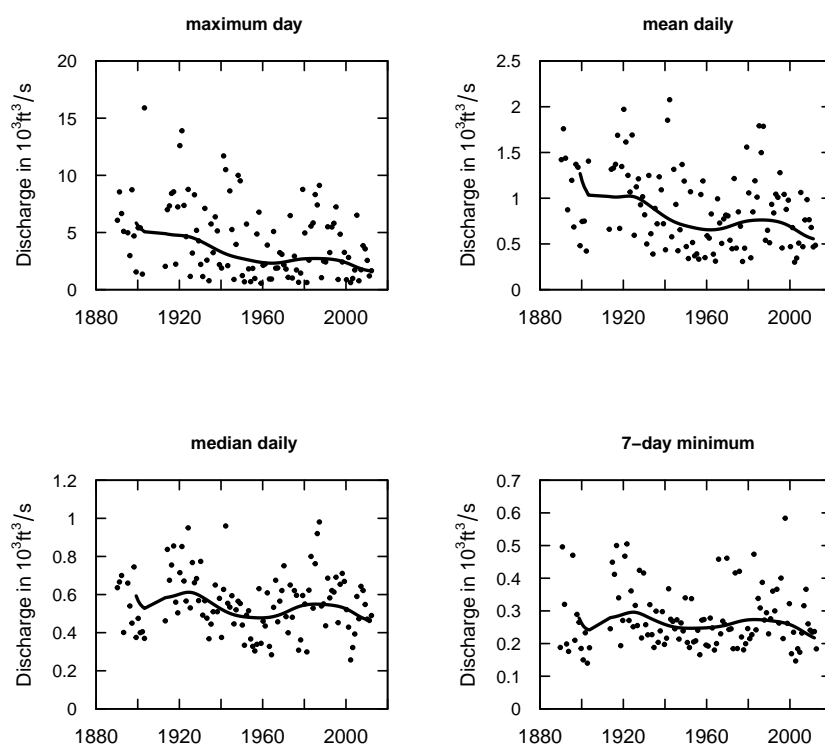 maximum day
Discharge in 10³ft³/s
20
15
10
5
0
1880 1920 1960 2000
mean daily
Discharge in 10³ft³/s
2.5
2
1.5
1
0.5
0
1880 1920 1960 2000
median daily
Discharge in 10³ft³/s
1.2
1
0.8
0.6
0.4
0.2
0
1880 1920 1960 2000
7−day minimum
Discharge in 10³ft³/s
0.7
0.6
0.5
0.4
0.3
0.2
0.1
0
1880 1920 1960 2000